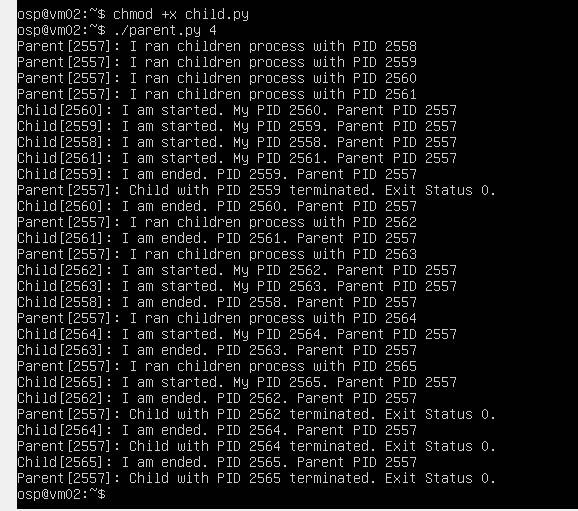 osp@vm02:~$ chmod +x child.py
osp@vm02:~$ ./parent.py 4
Parent[2557]: I ran children process with PID 2558
Parent[2557]: I ran children process with PID 2559
Parent[2557]: I ran children process with PID 2560
Parent[2557]: I ran children process with PID 2561
Child[2560]: I am started. My PID 2560. Parent PID 2557
Child[2559]: I am started. My PID 2559. Parent PID 2557
Child[2558]: I am started. My PID 2558. Parent PID 2557
Child[2561]: I am started. My PID 2561. Parent PID 2557
Child[2559]: I am ended. PID 2559. Parent PID 2557
Parent[2557]: Child with PID 2559 terminated. Exit Status 0.
Child[2560]: I am ended. PID 2560. Parent PID 2557
Parent[2557]: I ran children process with PID 2562
Child[2561]: I am ended. PID 2561. Parent PID 2557
Parent[2557]: I ran children process with PID 2563
Child[2562]: I am started. My PID 2562. Parent PID 2557
Child[2563]: I am started. My PID 2563. Parent PID 2557
Child[2558]: I am ended. PID 2558. Parent PID 2557
Parent[2557]: I ran children process with PID 2564
Child[2564]: I am started. My PID 2564. Parent PID 2557
Child[2563]: I am ended. PID 2563. Parent PID 2557
Parent[2557]: I ran children process with PID 2565
Child[2565]: I am started. My PID 2565. Parent PID 2557
Child[2562]: I am ended. PID 2562. Parent PID 2557
Parent[2557]: Child with PID 2562 terminated. Exit Status 0.
Child[2564]: I am ended. PID 2564. Parent PID 2557
Parent[2557]: Child with PID 2564 terminated. Exit Status 0.
Child[2565]: I am ended. PID 2565. Parent PID 2557
Parent[2557]: Child with PID 2565 terminated. Exit Status 0.
osp@vm02:~$